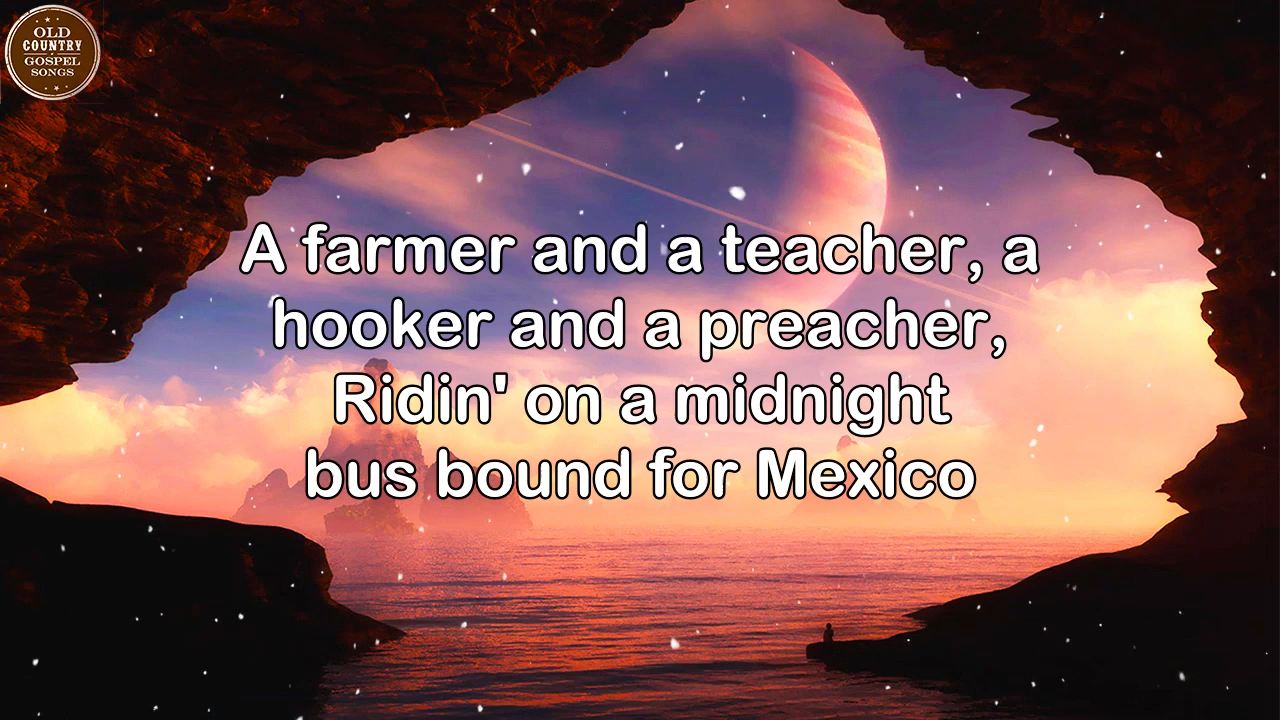 OLD
COUNTRY
GOSPEL
SONGS
A farmer and a teacher, a
hooker and a preacher,
Ridin' on a midnight
bus bound for Mexico